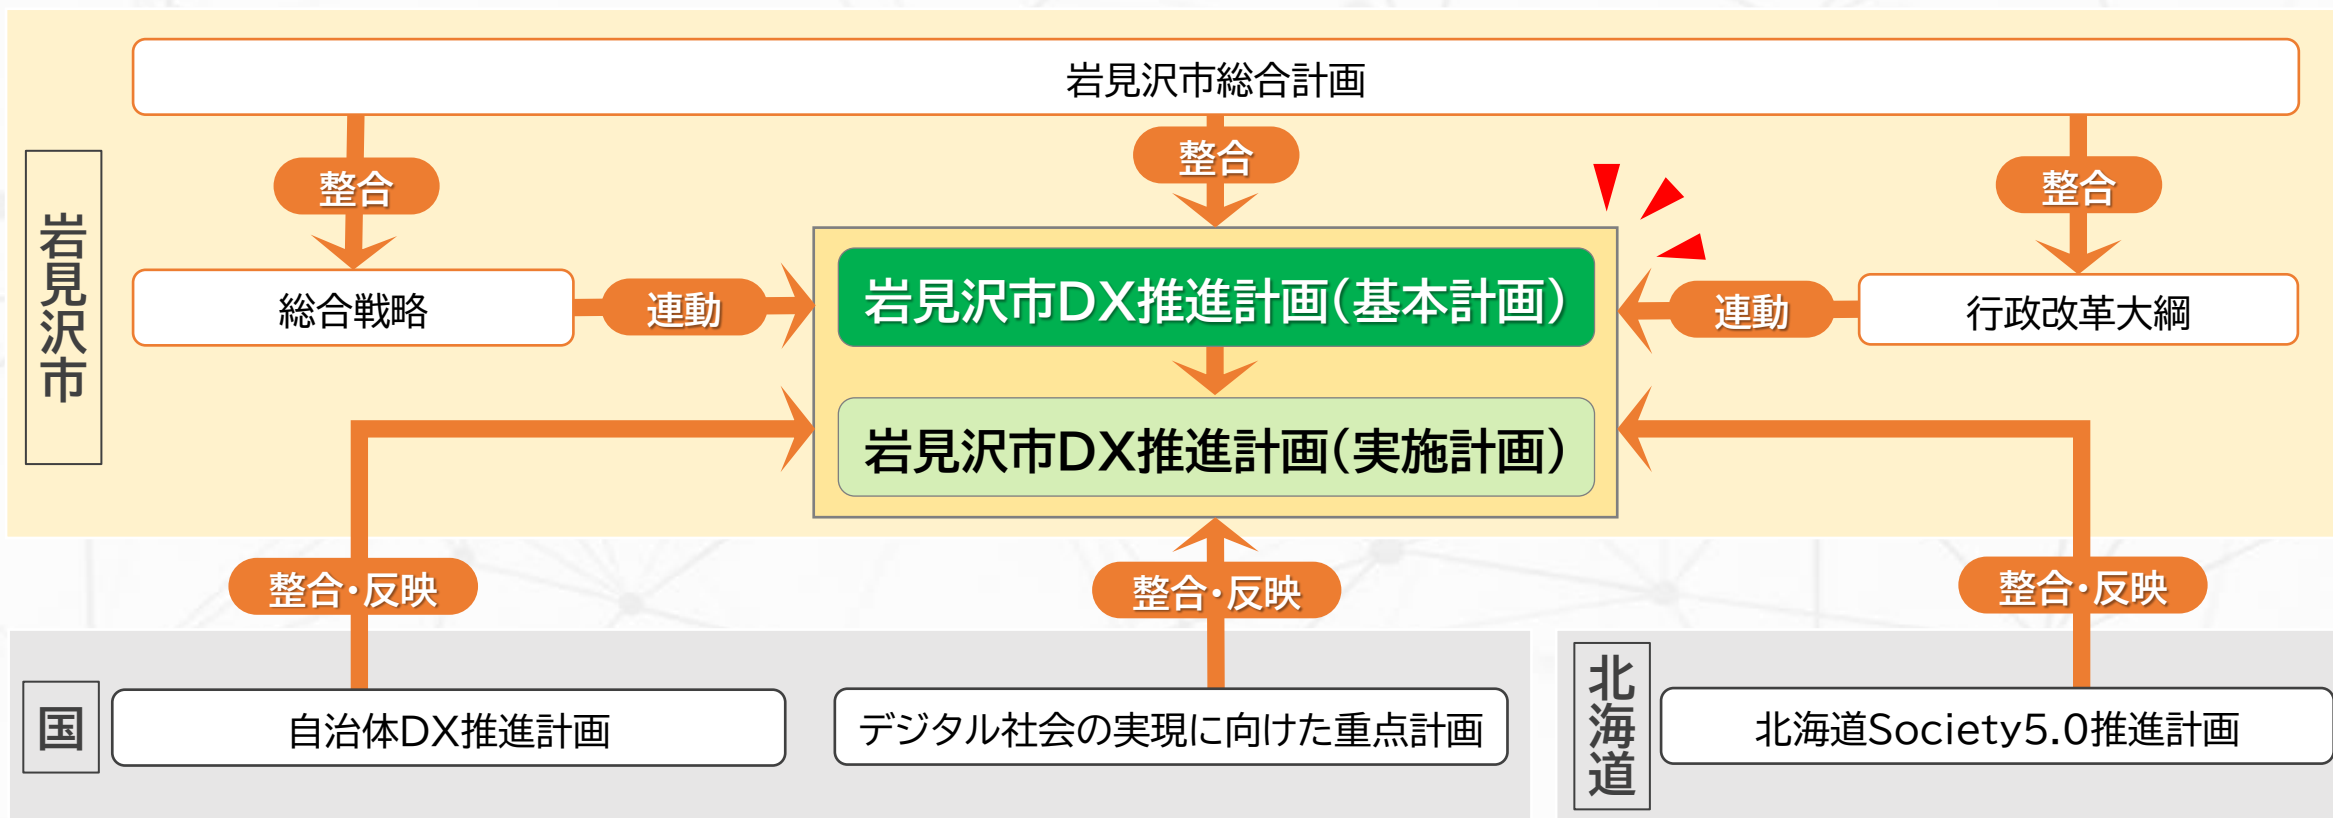 岩見沢市総合計画
整合
整合
整合
岩見沢市
総合戦略
連動
岩見沢市DX推進計画(基本計画)
連動
行政改革大綱
岩見沢市DX推進計画(実施計画)
整合・反映
整合・反映
整合・反映
国
自治体DX推進計画
デジタル社会の実現に向けた重点計画
北海道
北海道Society5.0推進計画